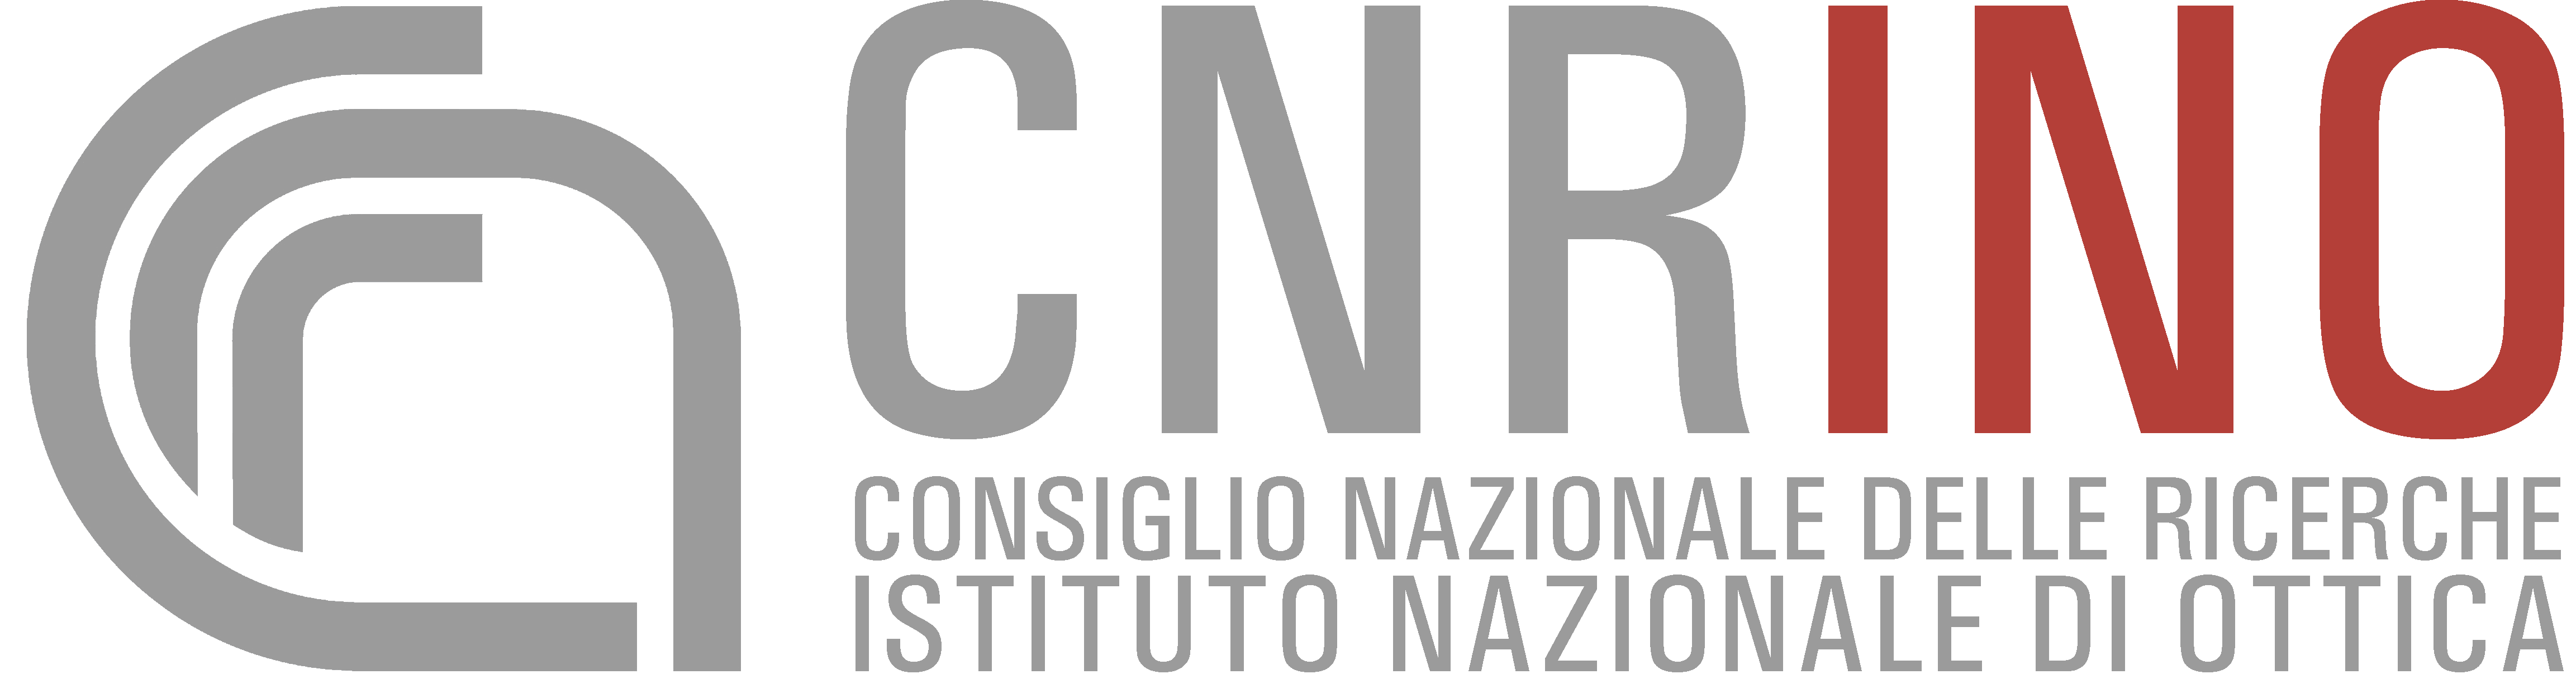 CNRINO
CONSIGLIO NAZIONALE DELLE RICERCHE
ISTITUTO NAZIONALE DI OTTICA